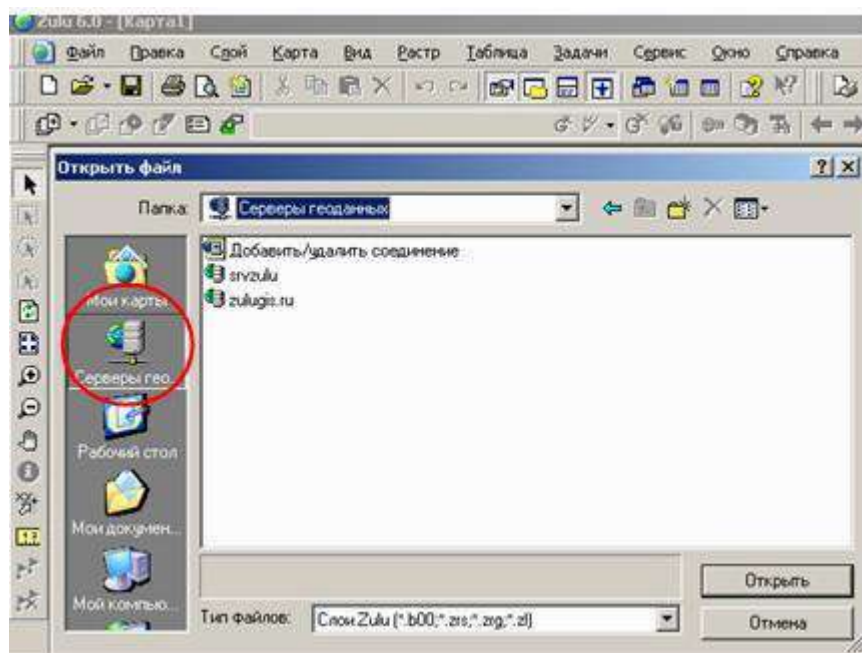 Zulu 6.0 - [Карта1]
Файл Правка Слой Карта Вид Растр Таблица Задачи Сервис Окно Справка
Открыть файл
Папка: Серверы геоданных
Добавить/удалить соединение
srvzulu
zulugis.ru
Мои карты
Серверы гео...
Рабочий стол
Мои докумен...
Мой компью...
Открыть
Тип файлов: Слои Zulu (*.b00;*.zrs;*.zrg;*.zl)
Отмена